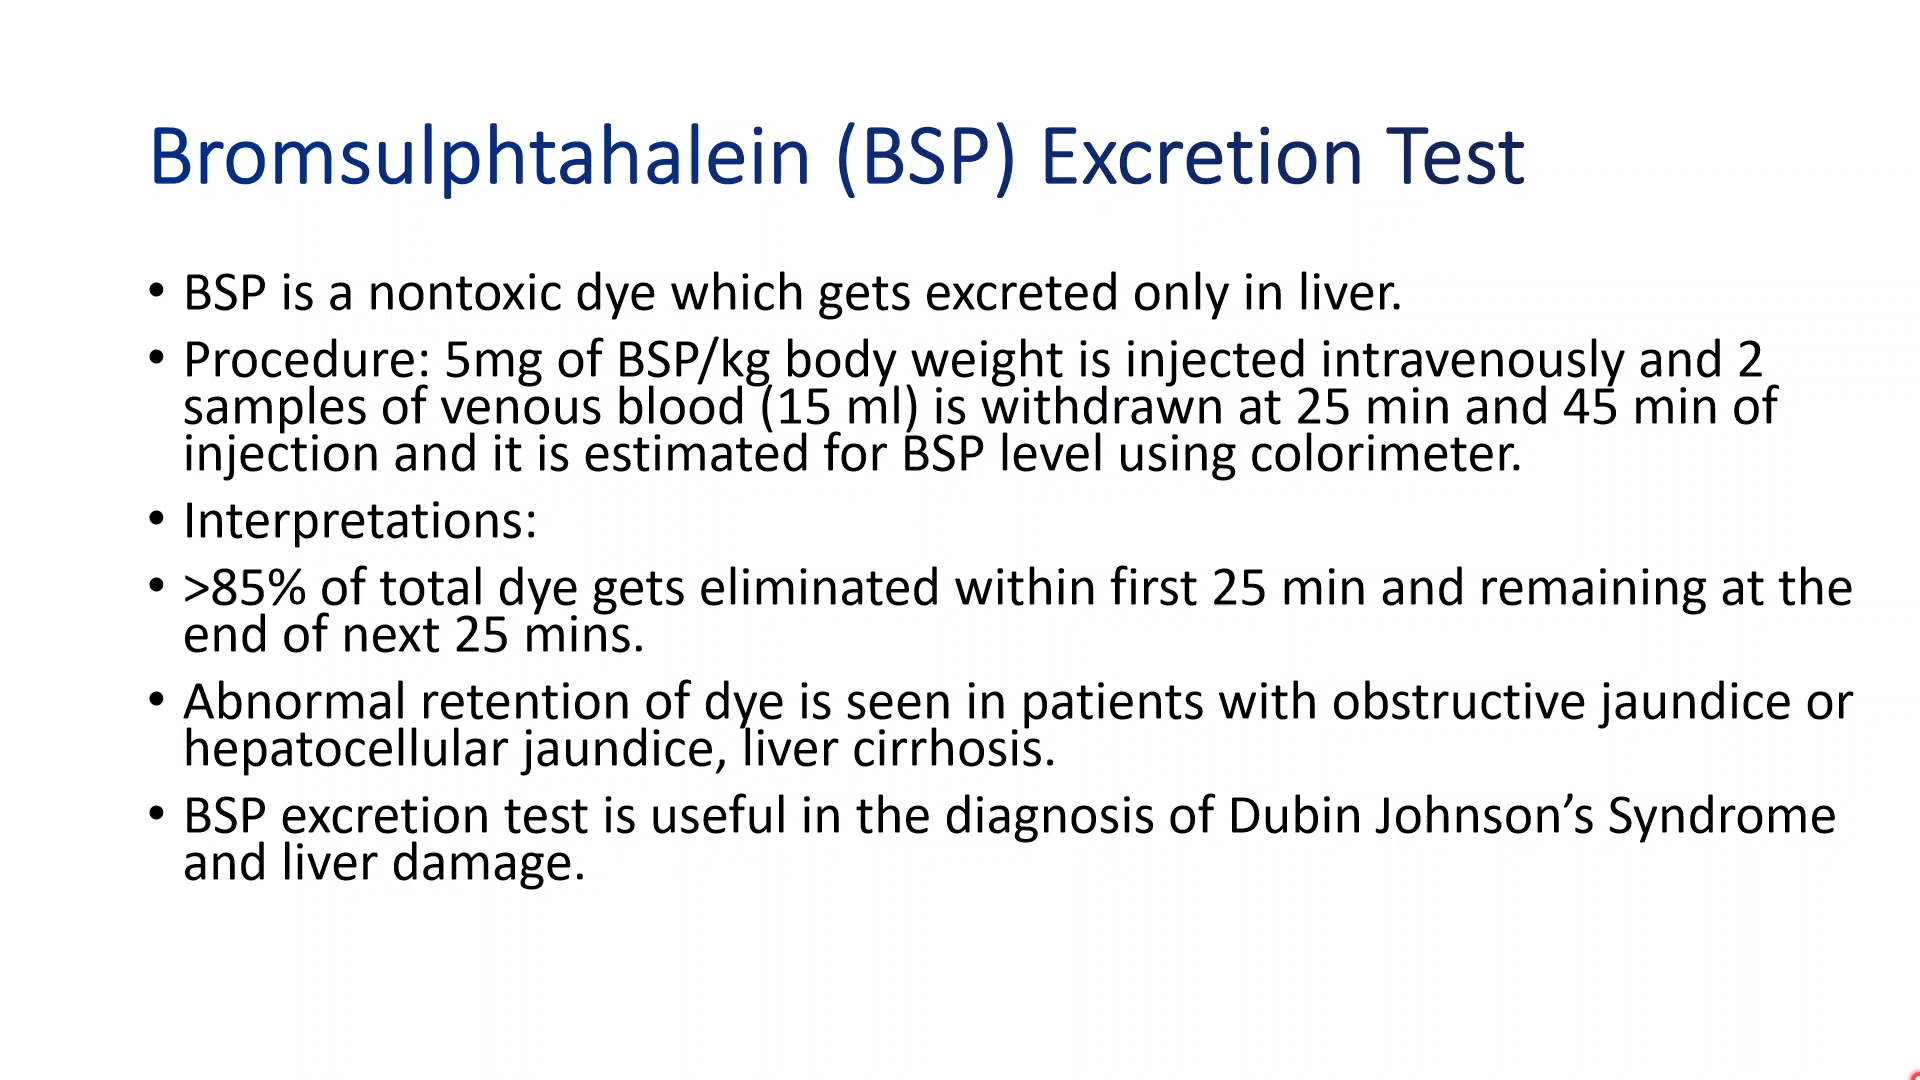 Bromsulphtahalein (BSP) Excretion Test
• BSP is a nontoxic dye which gets excreted only in liver.
• Procedure: 5mg of BSP/kg body weight is injected intravenously and 2
samples of venous blood (15 ml) is withdrawn at 25 min and 45 min of
injection and it is estimated for BSP level using colorimeter.
• Interpretations:
• >85% of total dye gets eliminated within first 25 min and remaining at the
end of next 25 mins.
• Abnormal retention of dye is seen in patients with obstructive jaundice or
hepatocellular jaundice, liver cirrhosis.
• BSP excretion test is useful in the diagnosis of Dubin Johnson’s Syndrome
and liver damage.